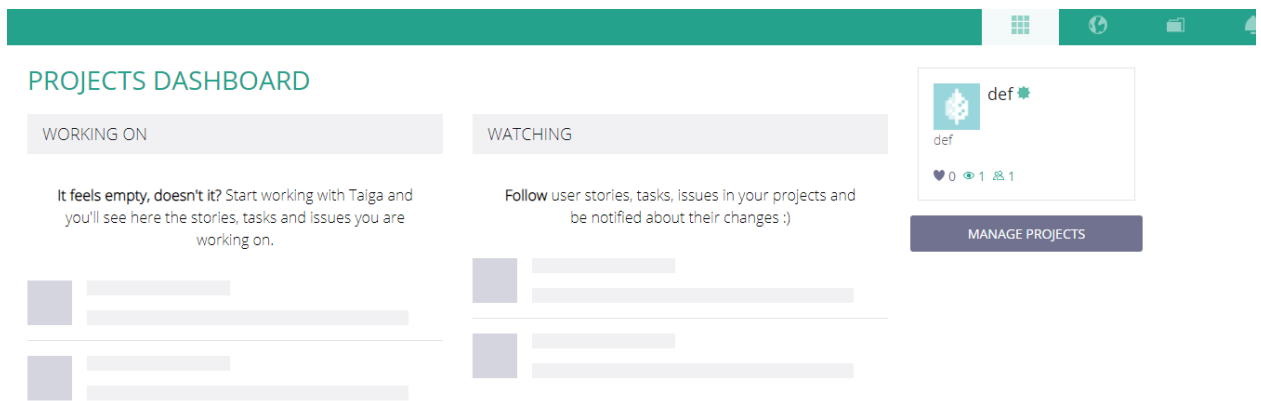 PROJECTS DASHBOARD
WORKING ON
It feels empty, doesn't it? Start working with Taiga and
you'll see here the stories, tasks and issues you are
working on.
WATCHING
Follow user stories, tasks, issues in your projects and
be notified about their changes :)
def
def
0 1 1
MANAGE PROJECTS